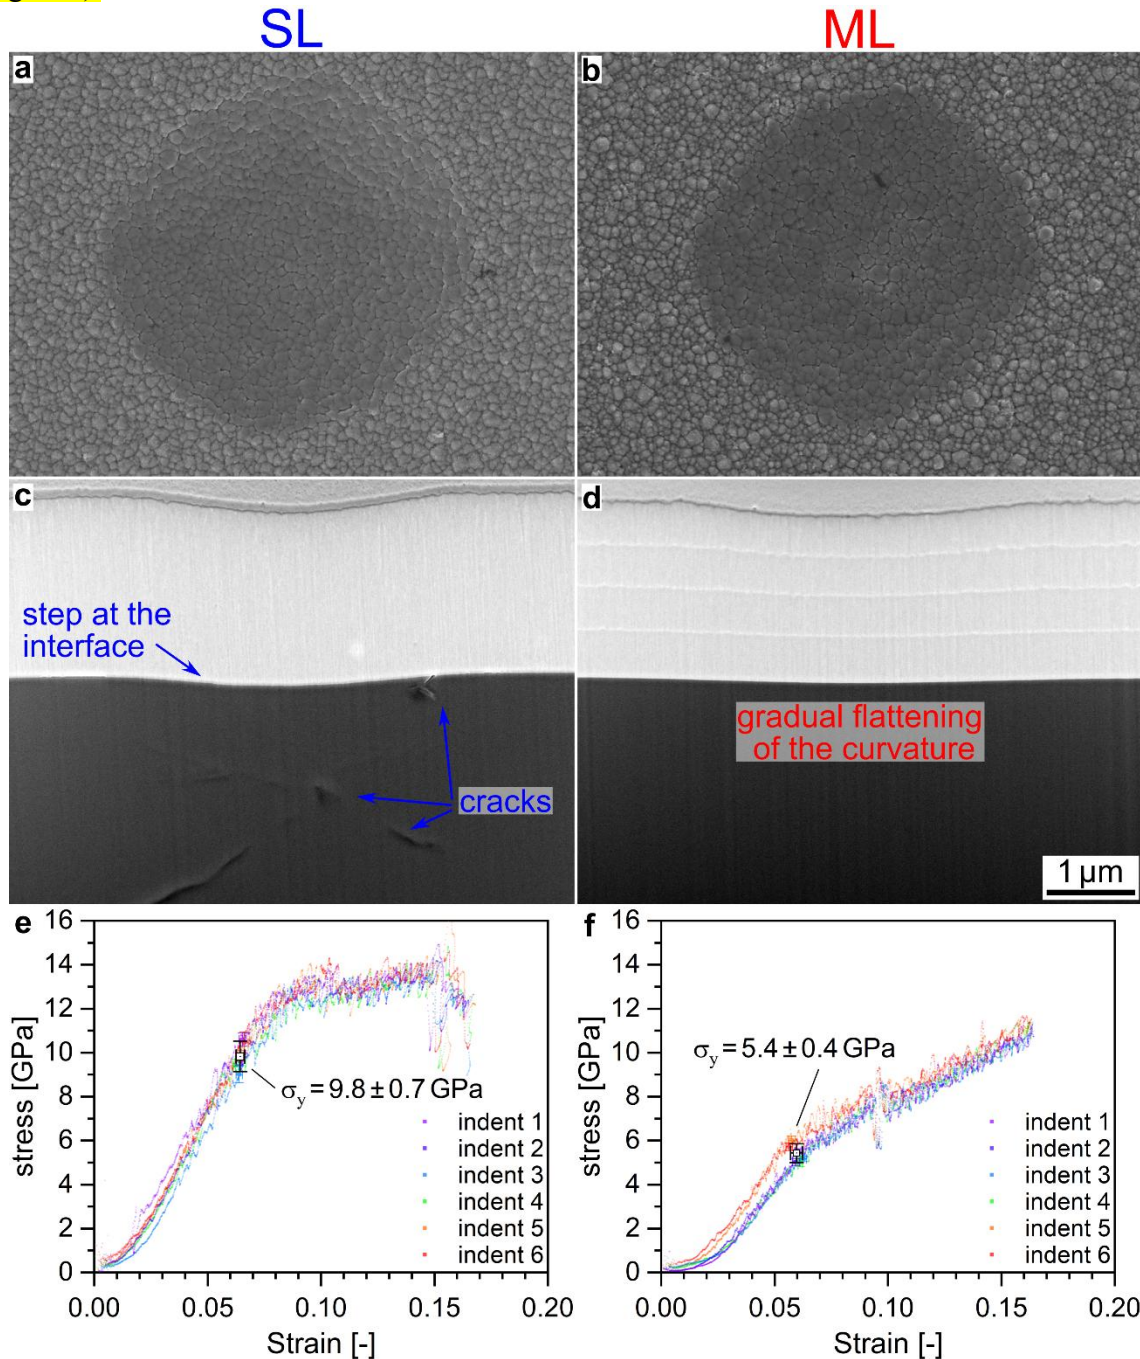 SL
ML
a
b
c
d
step at the
interface
cracks
gradual flattening
of the curvature
1 µm
e
f
16
14
12
10
8
6
4
2
0
stress [GPa]
σy = 9.8 ± 0.7 GPa
indent 1
indent 2
indent 3
indent 4
indent 5
indent 6
0.00 0.05 0.10 0.15 0.20
Strain [-]
16
14
12
10
8
6
4
2
0
stress [GPa]
σy = 5.4 ± 0.4 GPa
indent 1
indent 2
indent 3
indent 4
indent 5
indent 6
0.00 0.05 0.10 0.15 0.20
Strain [-]